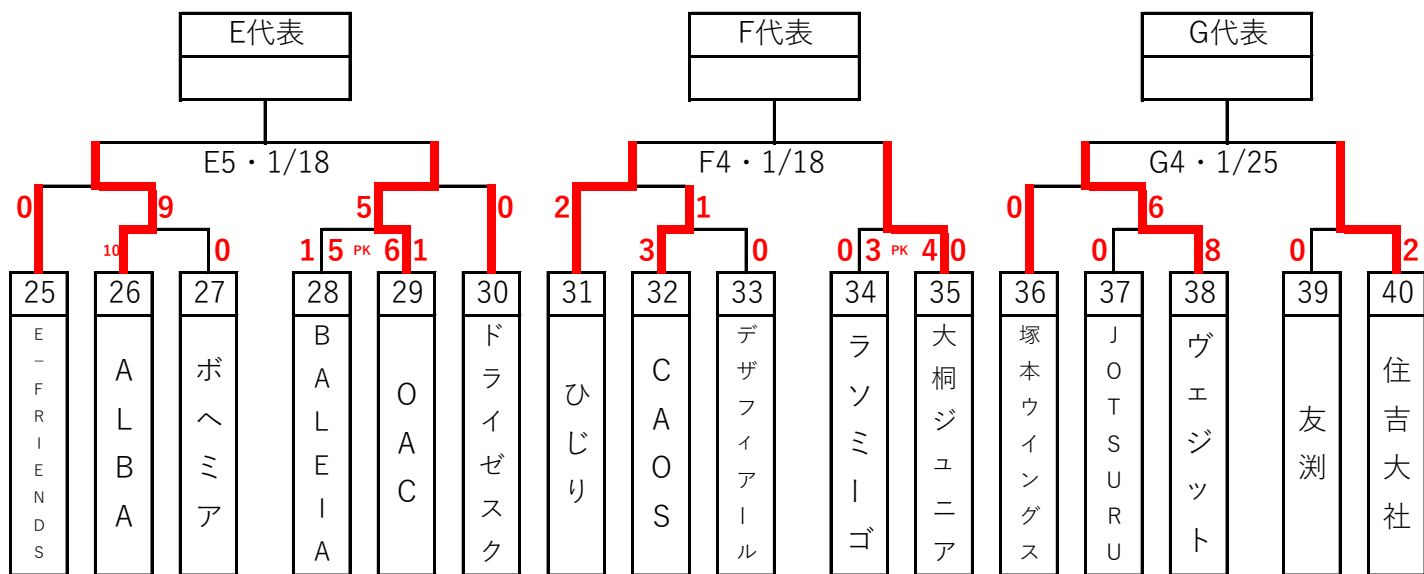 E代表
F代表
G代表
E5・1/18
F4・1/18
G4・1/25
0
9
5
0
2
1
0
6
10
0
1
5
PK
6
1
3
0
0
3
PK
4
0
0
8
0
2
25
26
27
28
29
30
31
32
33
34
35
36
37
38
39
40
E-FRIENDS
ALBA
ボヘミア
BALEIA
OAC
ドライゼスク
ひじり
CAOS
デザフィアール
ラソミーゴ
大桐ジュニア
塚本ウイングス
JOTSURU
ヴェジット
友渕
住吉大社